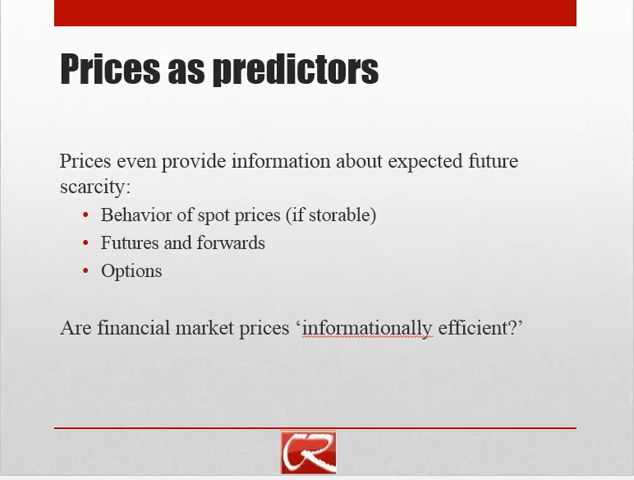 Prices as predictors
Prices even provide information about expected future
scarcity:
• Behavior of spot prices (if storable)
• Futures and forwards
• Options
Are financial market prices ‘informationally efficient?’